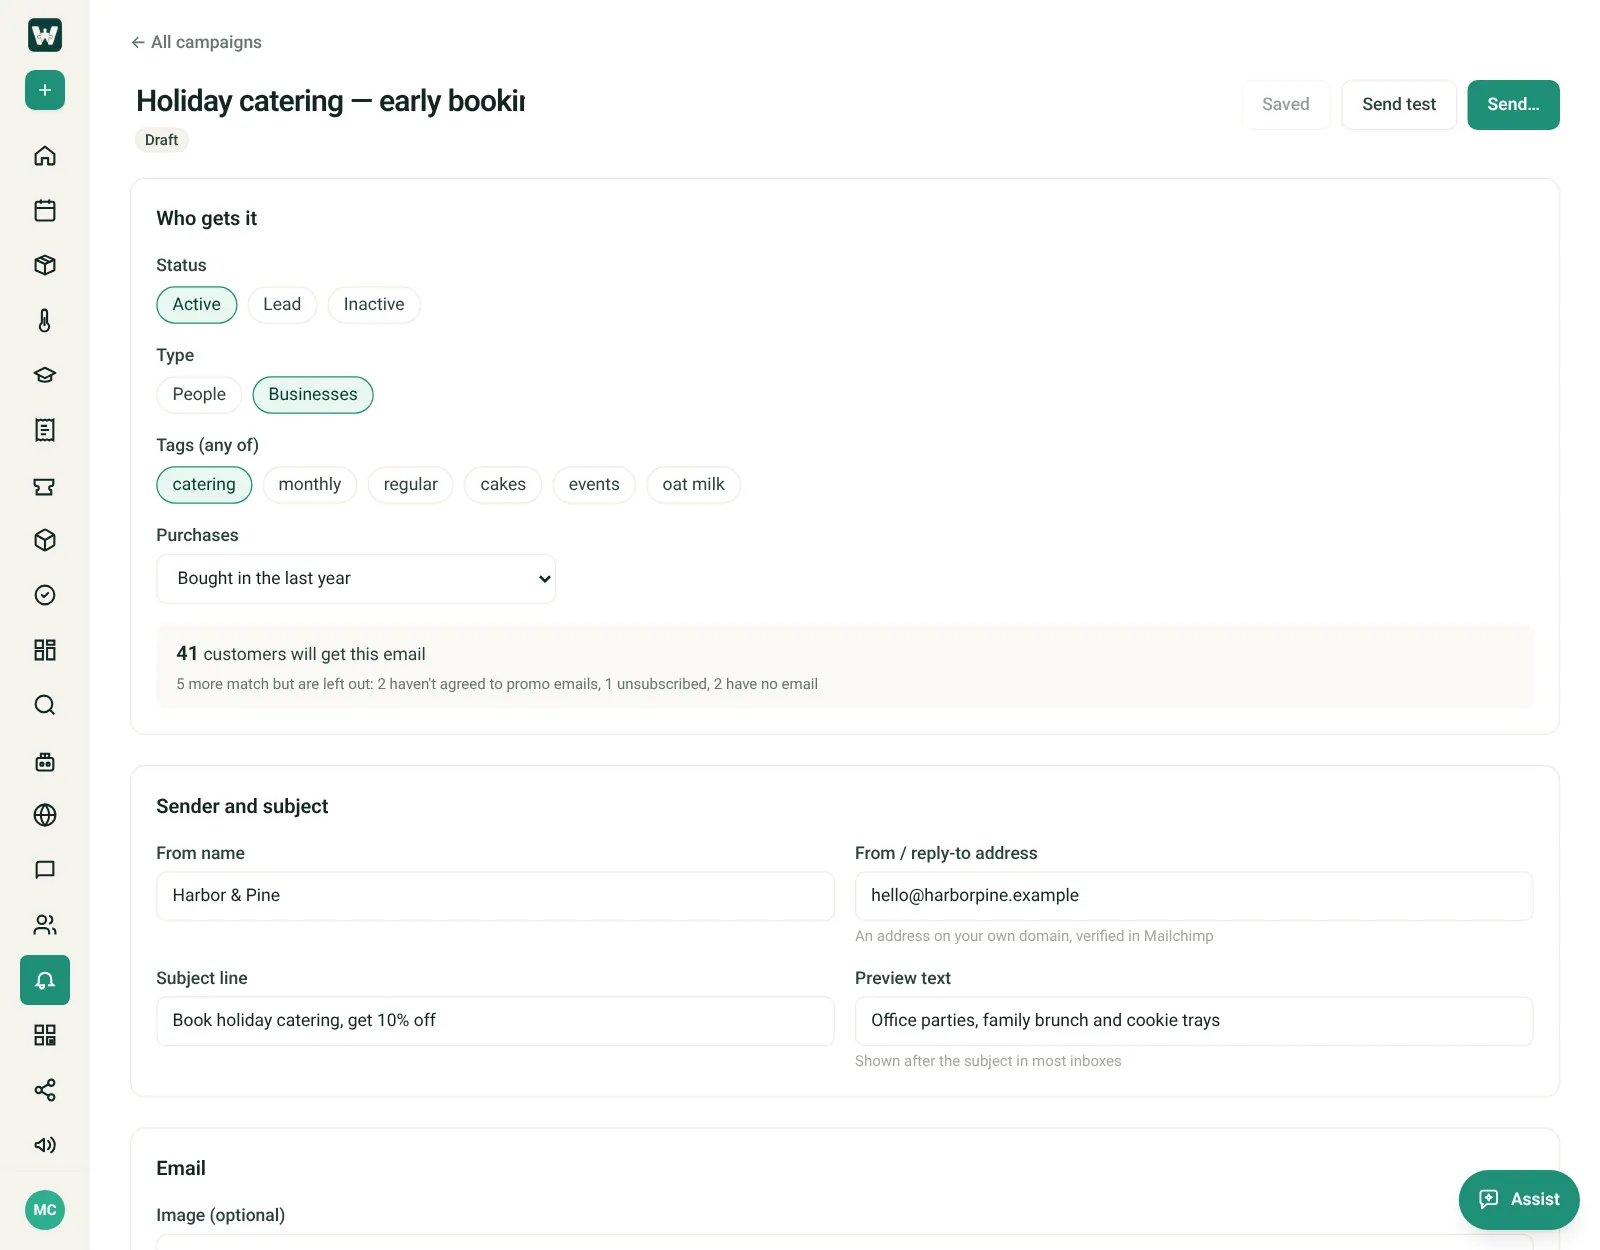 W
← All campaigns
Holiday catering — early bookin
Draft
Saved
Send test
Send...
Who gets it
Status
Active
Lead
Inactive
Type
People
Businesses
Tags (any of)
catering
monthly
regular
cakes
events
oat milk
Purchases
Bought in the last year
41 customers will get this email
5 more match but are left out: 2 haven't agreed to promo emails, 1 unsubscribed, 2 have no email
Sender and subject
From name
Harbor & Pine
From / reply-to address
hello@harborpine.example
An address on your own domain, verified in Mailchimp
Subject line
Book holiday catering, get 10% off
Preview text
Office parties, family brunch and cookie trays
Shown after the subject in most inboxes
Email
Image (optional)
MC
Assist